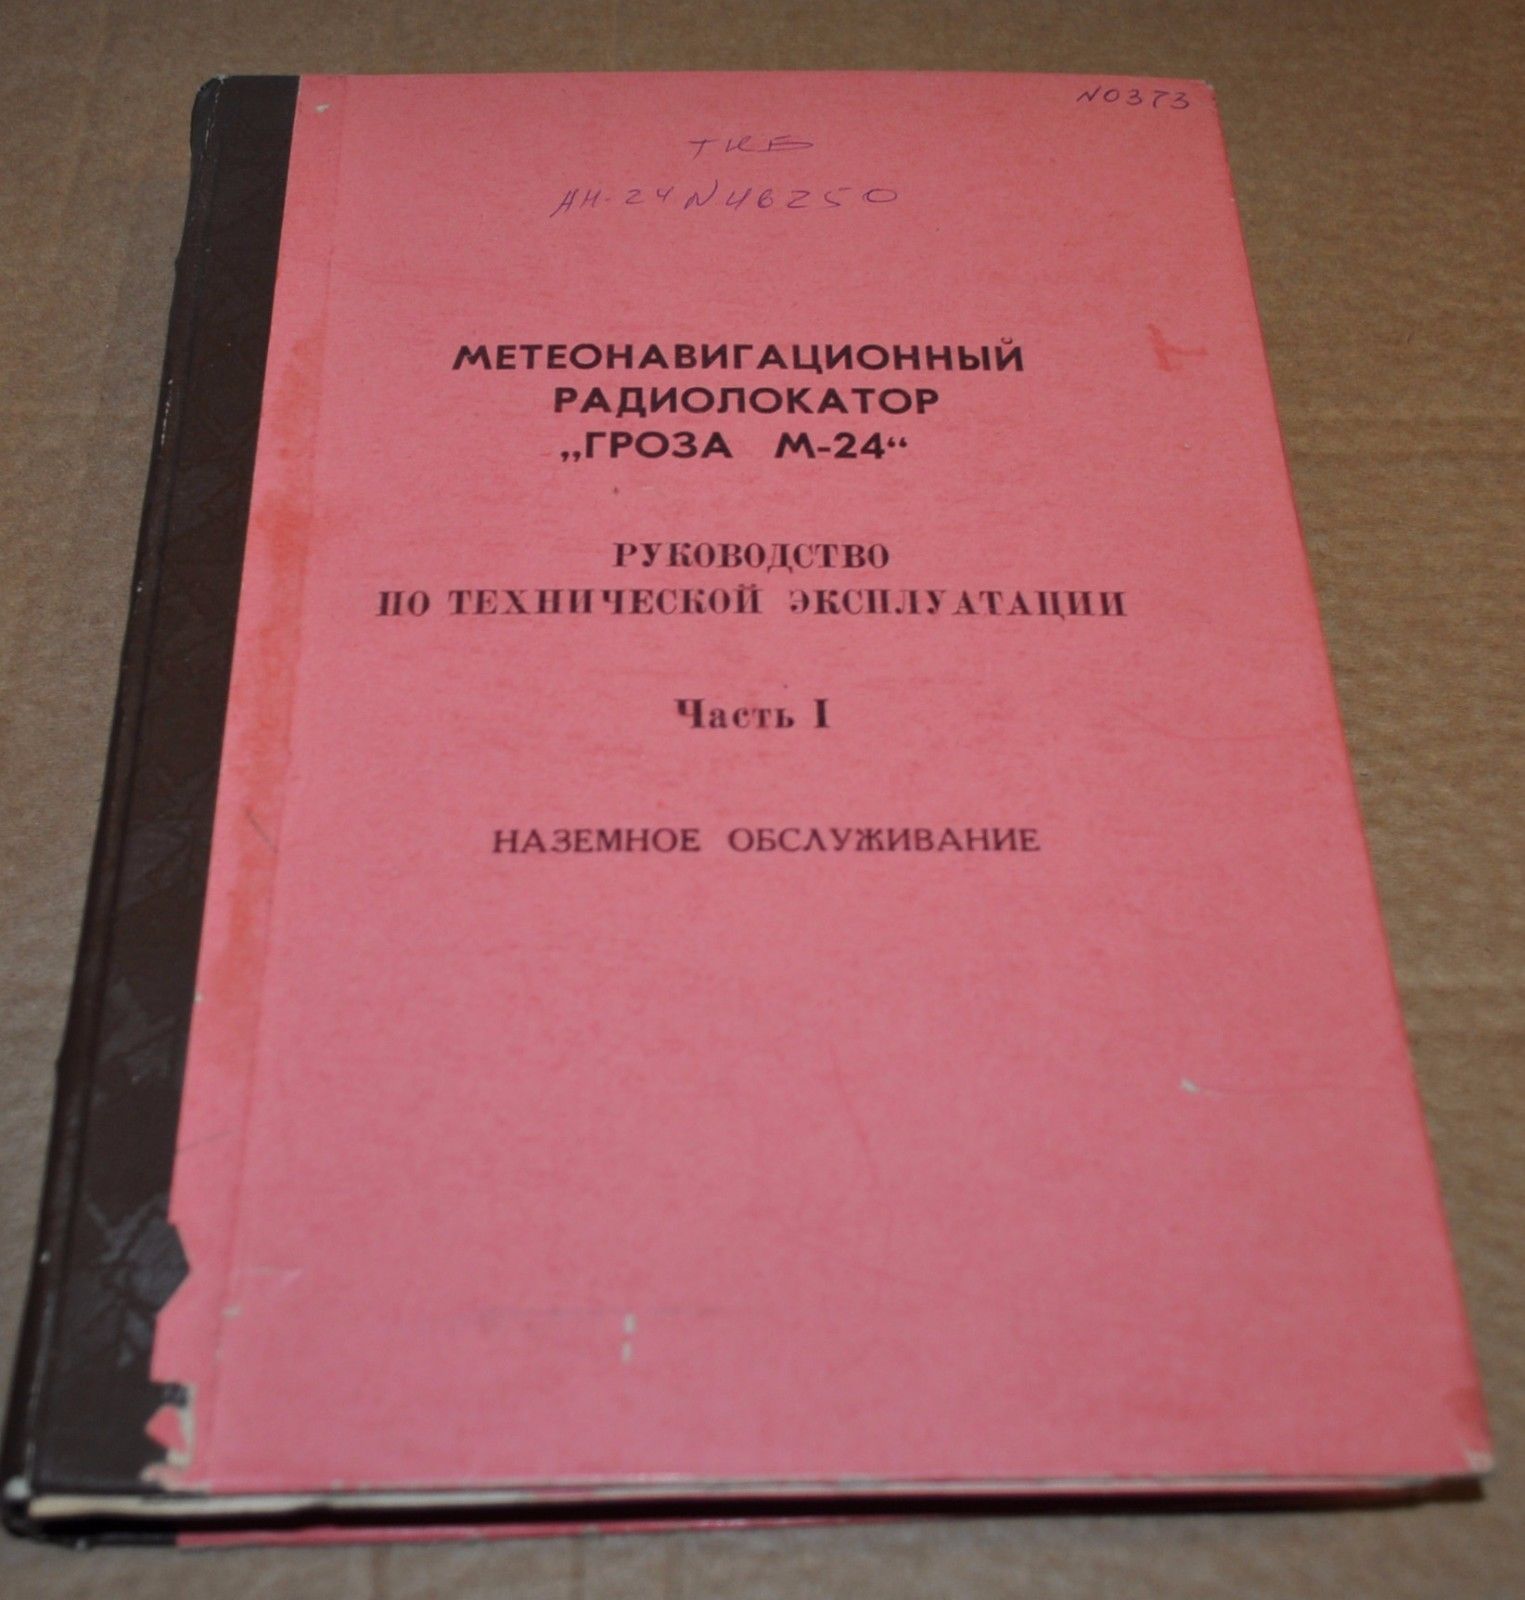 N0373
ТКБ
АН-24 N46250
МЕТЕОНАВИГАЦИОННЫЙ
РАДИОЛОКАТОР
„ГРОЗА М-24“
РУКОВОДСТВО
ПО ТЕХНИЧЕСКОЙ ЭКСПЛУАТАЦИИ
Часть I
НАЗЕМНОЕ ОБСЛУЖИВАНИЕ